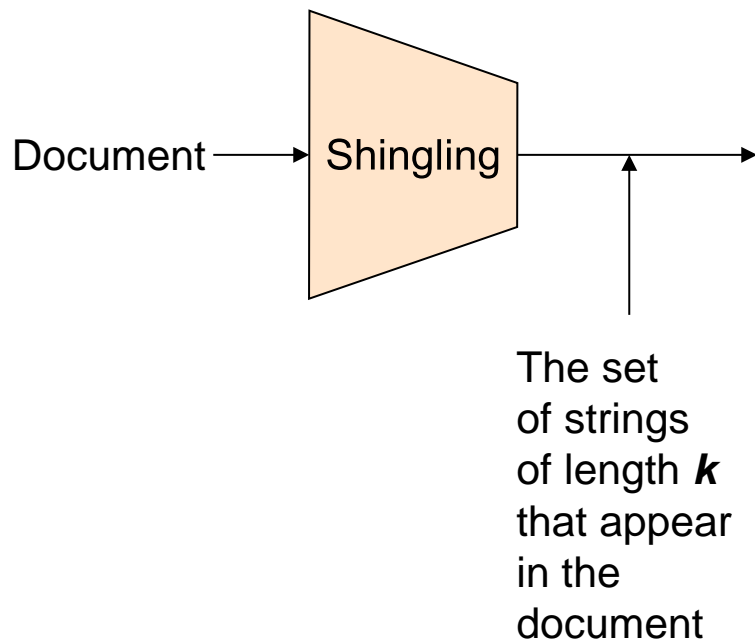 Document
Shingling
The set
of strings
of length k
that appear
in the
document